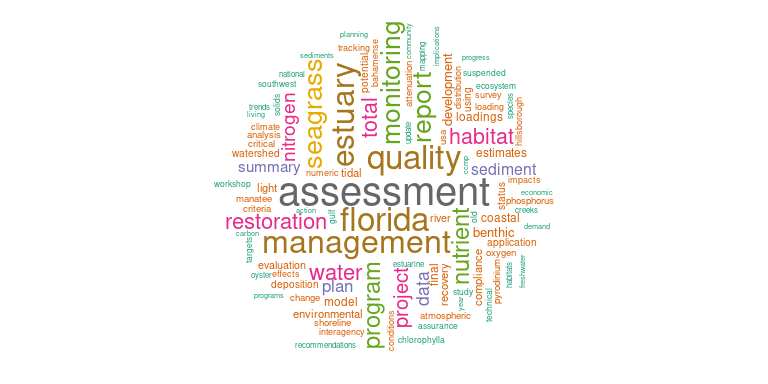 planning
tracking
sediments
national
southwest
trends
living
solids
climate
analysis
critical
watershed
nitrogen
seagrass
estuary
potential
bahamense
total
monitoring
community
attenuation
update
report
mapping
implications
development
usa
distribution
progress
suspended
ecosystem
using
survey
loading
loadings
species
hillsborough
habitat
estimates
quality
ccmp
sediment
summary
numeric
tidal
workshop
light
manatee
criteria
assessment
impacts
status
economic
phosphorus
creeks
demand
action
gulf
restoration
florida
river
old
coastal
carbon
targets
management
nutrient
benthic
application
oxygen
evaluation
oyster
effects
water
estuarine
deposition
plan
programs
change
model
environmental
shoreline
interagency
recommendations
program
project
data
final
recovery
study
year
compliance
technical
pyrodinium
habitats
freshwater
atmospheric
assurance
conditions
chlorophylla